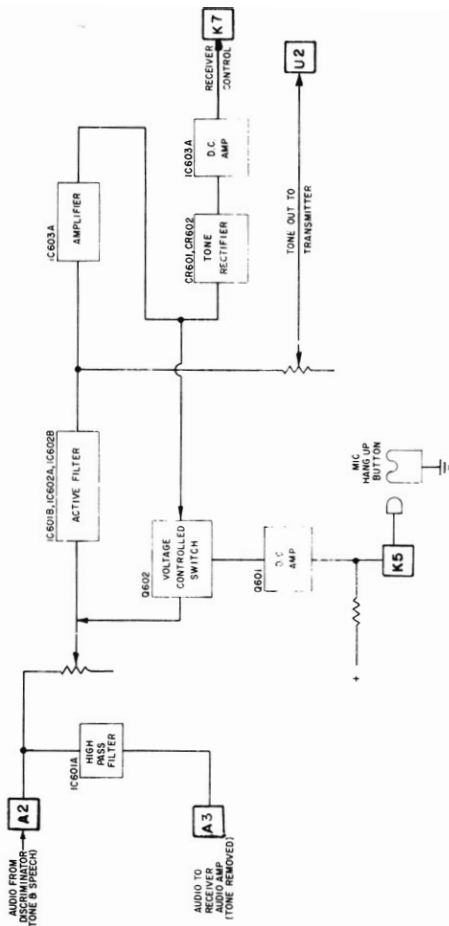 AUDIO FROM
DISCRIMINATOR
TONE & SPEECH)
A2
IC601A
HIGH
PASS
FILTER
A3
AUDIO TO
RECEIVER
AUDIO AMP
(TONE REMOVED)
IC601B, IC602A, IC602B
ACTIVE FILTER
Q602
VOLTAGE
CONTROLLED
SWITCH
Q601
D.C.
AMP
+
K5
MIC
HANG UP
BUTTON
IC603A
AMPLIFIER
CR601, CR602
TONE
RECTIFIER
IC603A
D.C.
AMP
RECEIVER
CONTROL
K7
TONE OUT TO
TRANSMITTER
U2